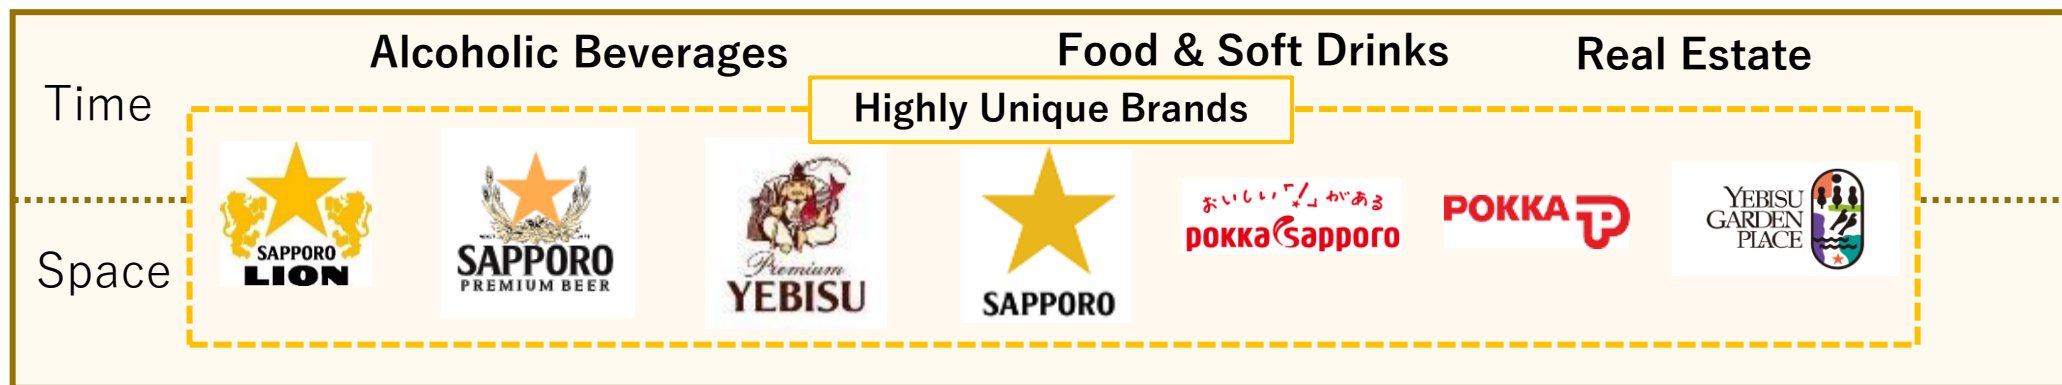 Alcoholic Beverages
Food & Soft Drinks
Real Estate
Time
Highly Unique Brands
Space
SAPPORO
LION
SAPPORO
PREMIUM BEER
Premium
YEBISU
SAPPORO
おいしい「！」がある
pokka sapporo
POKKA
YEBISU
GARDEN
PLACE